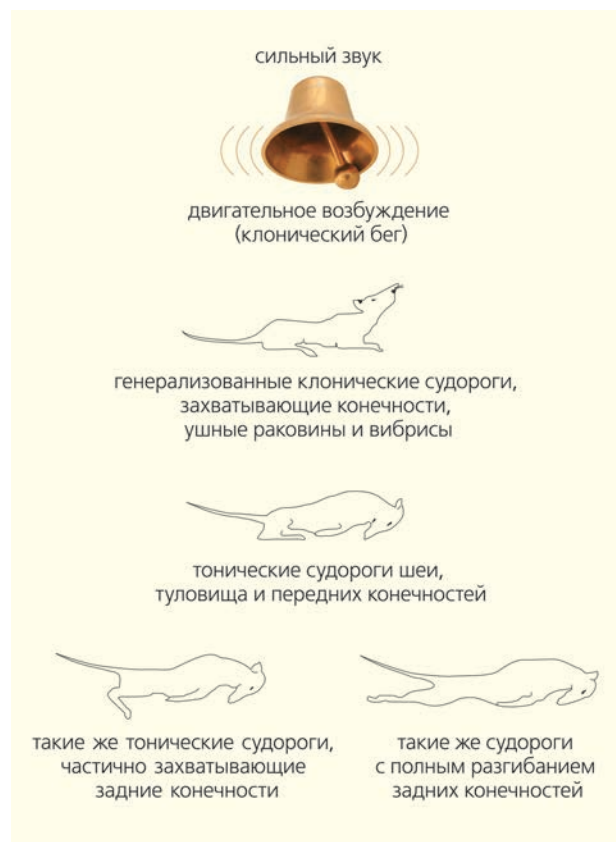 сильный звук
двигательное возбуждение
(клонический бег)
генерализованные клонические судороги,
захватывающие конечности,
ушные раковины и вибрисы
тонические судороги шеи,
туловища и передних конечностей
такие же тонические судороги,
частично захватывающие
задние конечности
такие же судороги
с полным разгибанием
задних конечностей